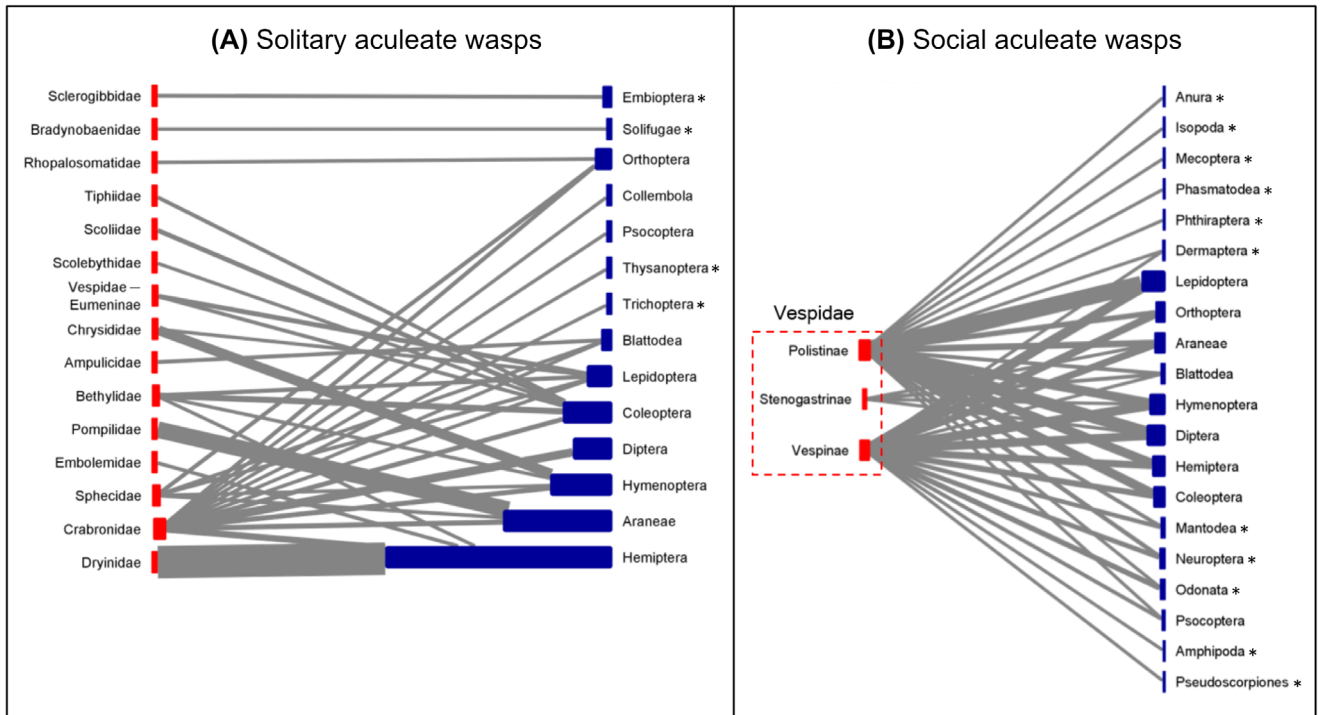 (A) Solitary aculeate wasps
Sclerogibbidae
Bradynobaenidae
Rhopalosomatidae
Tiphiidae
Scoliidae
Scolebythidae
Vespidae —
Eumeninae
Chrysididae
Ampulicidae
Bethylidae
Pompilidae
Embolemidae
Sphecidae
Crabronidae
Dryinidae
Embioptera *
Solifugae *
Orthoptera
Collembola
Psocoptera
Thysanoptera *
Trichoptera *
Blattodea
Lepidoptera
Coleoptera
Diptera
Hymenoptera
Araneae
Hemiptera
(B) Social aculeate wasps
Vespidae
Polistinae
Stenogastrinae
Vespinae
Anura *
Isopoda *
Mecoptera *
Phasmatodea *
Phthiraptera *
Dermaptera *
Lepidoptera
Orthoptera
Araneae
Blattodea
Hymenoptera
Diptera
Hemiptera
Coleoptera
Mantodea *
Neuroptera *
Odonata *
Psocoptera
Amphipoda *
Pseudoscorpiones *